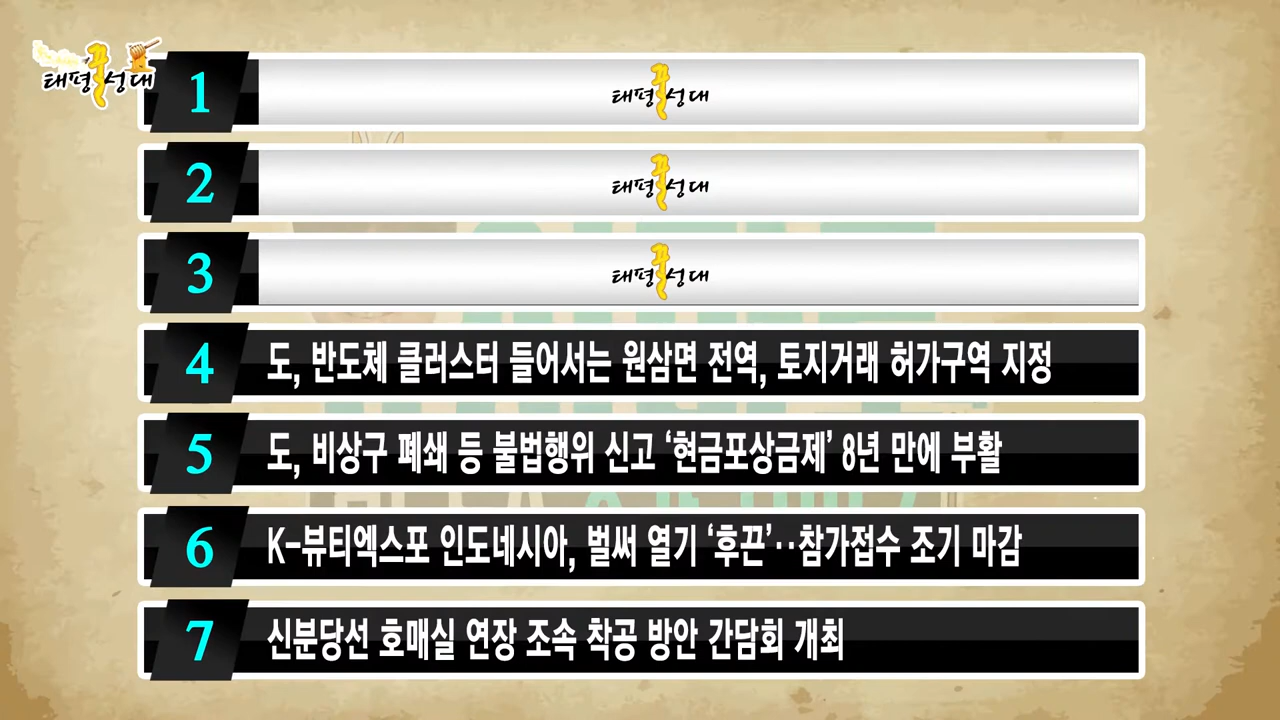 태평꿀성대
1 태평꿀성대
2 태평꿀성대
3 태평꿀성대
4 도, 반도체 클러스터 들어서는 원삼면 전역, 토지거래 허가구역 지정
5 도, 비상구 폐쇄 등 불법행위 신고 ‘현금포상금제’ 8년 만에 부활
6 K-뷰티엑스포 인도네시아, 벌써 열기 ‘후끈’‥참가접수 조기 마감
7 신분당선 호매실 연장 조속 착공 방안 간담회 개최